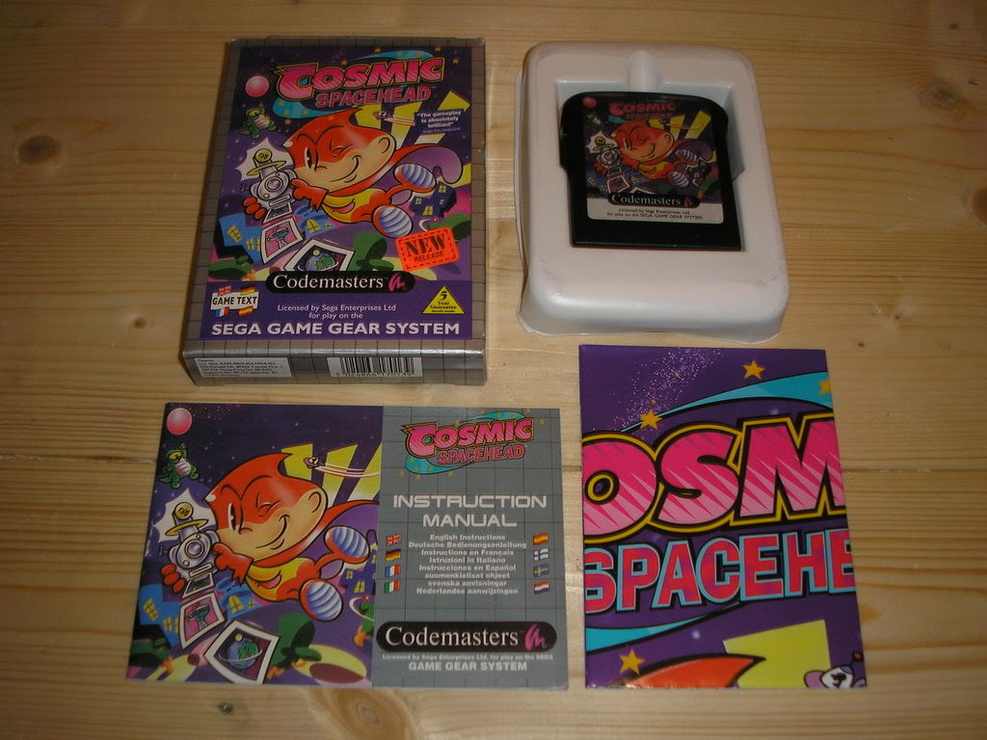 COSMIC
SPACEHEAD
"The gameplay
is absolutely
brilliant"
NEW
RELEASE
Codemasters
GAME TEXT
Licensed by Sega Enterprises Ltd
for play on the
SEGA GAME GEAR SYSTEM
5
Year
Guarantee
COSMIC
SPACEHEAD
Codemasters
Licensed by Sega Enterprises Ltd.
for play on the SEGA GAME GEAR SYSTEM.
COSMIC
SPACEHEAD
INSTRUCTION
MANUAL
English Instructions
Deutsche Bedienungsanleitung
Instructions en Français
Istruzioni in Italiano
Instrucciones en Español
suomenkieliset ohjeet
svenska anvisningar
Nederlandse aanwijzingen
Codemasters
Licensed by Sega Enterprises Ltd. for play on the SEGA
GAME GEAR SYSTEM
OSM
SPACEHE